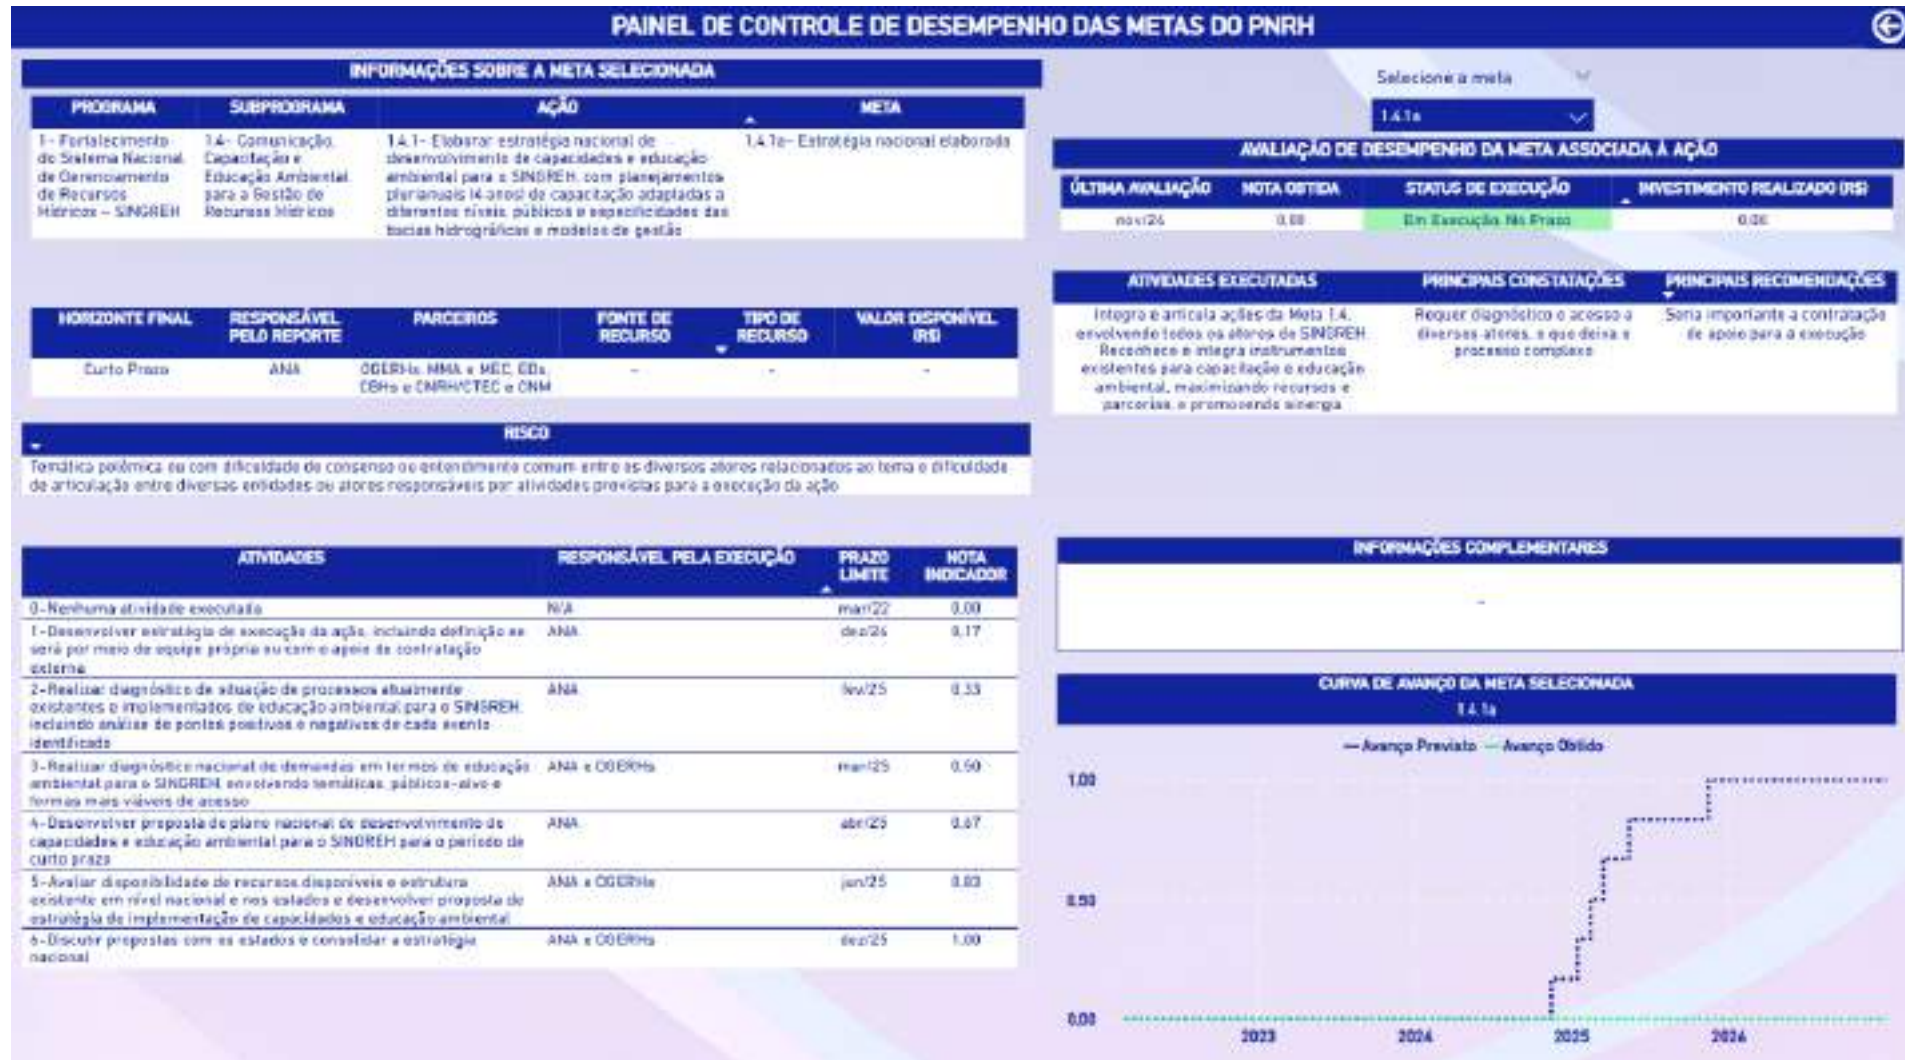 PAINEL DE CONTROLE DE DESEMPENHO DAS METAS DO PNRH
INFORMAÇÕES SOBRE A META SELECIONADA
PROGRAMA
SUBPROGRAMA
AÇÃO
META
1- Fortalecimento
do Sistema Nacional
de Gerenciamento
de Recursos
Hídricos – SINGREH
1.4- Comunicação,
Capacitação e
Educação Ambiental
para a Gestão de
Recursos Hídricos
1.4.1- Elaborar estratégia nacional de
desenvolvimento de capacidades e educação
ambiental para o SINGREH, com planejamentos
plurianuais (4 anos) de capacitação adaptadas a
diferentes níveis, públicos e especificidades das
bacias hidrográficas e modelos de gestão
1.4.1a- Estratégia nacional elaborada
HORIZONTE FINAL
RESPONSÁVEL
PELO REPORTE
PARCEIROS
FONTE DE
RECURSO
TIPO DE
RECURSO
VALOR DISPONÍVEL
(R$)
Curto Prazo
ANA
OGERHs, MMA e MEC, EDs,
CBHs e CNRH/CTEC e CNM
-
-
-
RISCO
Temática polêmica ou com dificuldade de consenso ou entendimento comum entre os diversos atores relacionados ao tema e dificuldade
de articulação entre diversas entidades ou atores responsáveis por atividades previstas para a execução da ação
ATIVIDADES
RESPONSÁVEL PELA EXECUÇÃO
PRAZO
LIMITE
NOTA
INDICADOR
0-Nenhuma atividade executada
N/A
mar/22
0,00
1-Desenvolver estratégia de execução da ação, incluindo definição se
será por meio de equipe própria ou com o apoio de contratação
externa
ANA
dez/24
0,17
2-Realizar diagnóstico de situação de processos atualmente
existentes e implementados de educação ambiental para o SINGREH,
incluindo análise de pontos positivos e negativos de cada evento
identificado
ANA
fev/25
0,33
3-Realizar diagnóstico nacional de demandas em termos de educação
ambiental para o SINGREH, envolvendo temáticas, públicos-alvo e
formas mais viáveis de acesso
ANA e OGERHs
mar/25
0,50
4-Desenvolver proposta de plano nacional de desenvolvimento de
capacidades e educação ambiental para o SINGREH para o período de
curto prazo
ANA
abr/25
0,67
5-Avaliar disponibilidade de recursos disponíveis e estrutura
existente em nível nacional e nos estados e desenvolver proposta de
estratégia de implementação de capacidades e educação ambiental
ANA e OGERHs
jun/25
0,83
6-Discutir propostas com os estados e consolidar a estratégia
nacional
ANA e OGERHs
dez/25
1,00
Selecione a meta
1.4.1a
AVALIAÇÃO DE DESEMPENHO DA META ASSOCIADA À AÇÃO
ÚLTIMA AVALIAÇÃO
NOTA OBTIDA
STATUS DE EXECUÇÃO
INVESTIMENTO REALIZADO (R$)
nov/24
0,00
Em Execução, No Prazo
0,00
ATIVIDADES EXECUTADAS
PRINCIPAIS CONSTATAÇÕES
PRINCIPAIS RECOMENDAÇÕES
Integra e articula ações da Meta 1.4,
envolvendo todos os atores do SINGREH.
Reconhece e integra instrumentos
existentes para capacitação e educação
ambiental, maximizando recursos e
parcerias, e promovendo sinergia
Requer diagnóstico e acesso a
diversos atores, o que deixa o
processo complexo
Seria importante a contratação
de apoio para a execução
INFORMAÇÕES COMPLEMENTARES
-
CURVA DE AVANÇO DA META SELECIONADA
1.4.1a
Avanço Previsto
Avanço Obtido
1,00
0,50
0,00
2023
2024
2025
2026